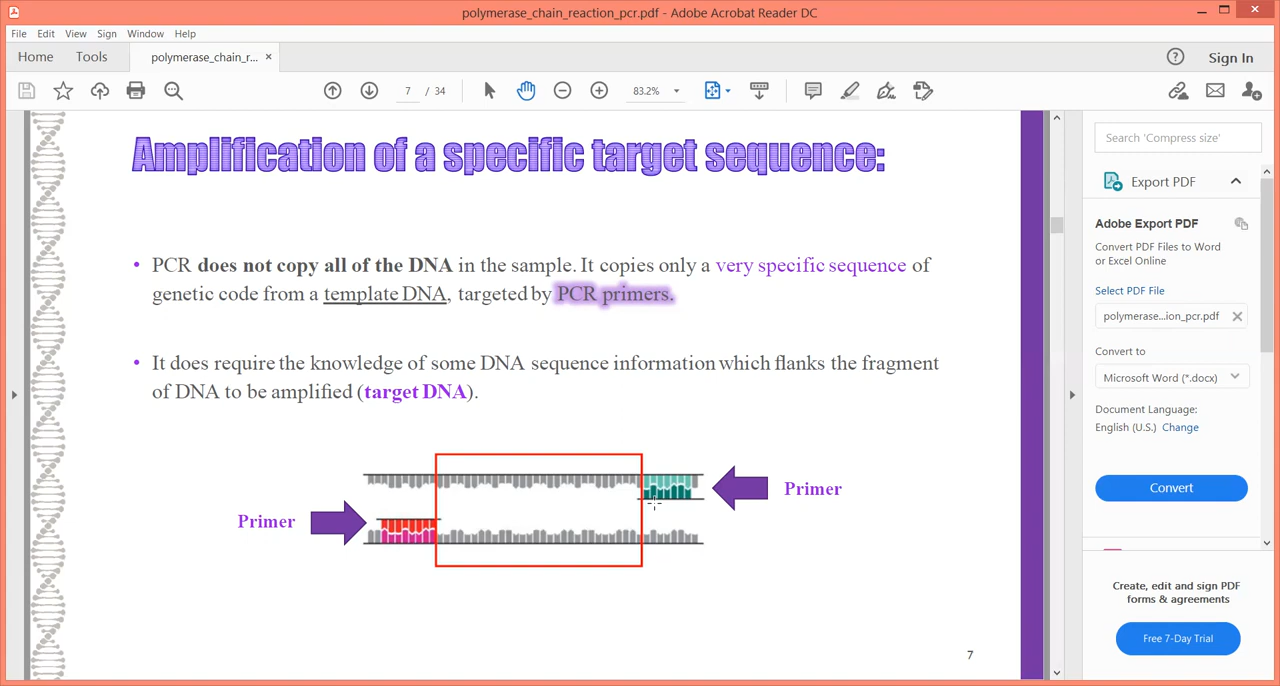 polymerase_chain_reaction_pcr.pdf - Adobe Acrobat Reader DC
File Edit View Sign Window Help
Home Tools polymerase_chain_r... × Sign In
7 / 34 83.2%
Amplification of a specific target sequence:
• PCR does not copy all of the DNA in the sample. It copies only a very specific sequence of
genetic code from a template DNA, targeted by PCR primers.
• It does require the knowledge of some DNA sequence information which flanks the fragment
of DNA to be amplified (target DNA).
Primer
Primer
7
Search 'Compress size'
Export PDF
Adobe Export PDF
Convert PDF Files to Word
or Excel Online
Select PDF File
polymerase...ion_pcr.pdf
Convert to
Microsoft Word (*.docx)
Document Language:
English (U.S.) Change
Convert
Create, edit and sign PDF
forms & agreements
Free 7-Day Trial